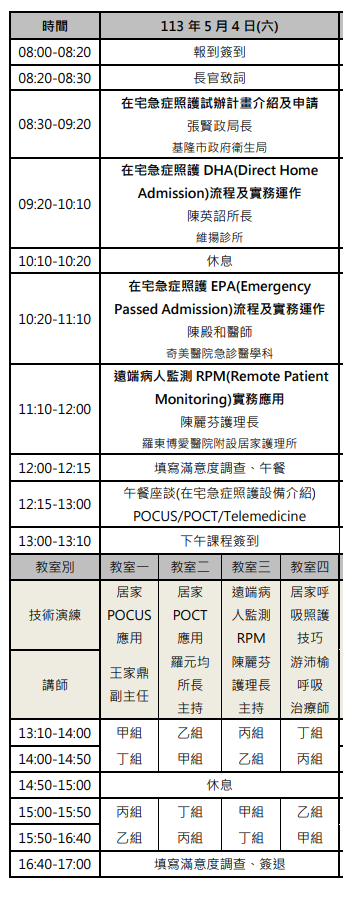 時間 113 年 5 月 4 日(六)
08:00-08:20 報到簽到
08:20-08:30 長官致詞
08:30-09:20 在宅急症照護試辦計畫介紹及申請
張賢政局長
基隆市政府衛生局
09:20-10:10 在宅急症照護 DHA(Direct Home
Admission)流程及實務運作
陳英詔所長
維揚診所
10:10-10:20 休息
10:20-11:10 在宅急症照護 EPA(Emergency
Passed Admission)流程及實務運作
陳殿和醫師
奇美醫院急診醫學科
11:10-12:00 遠端病人監測 RPM(Remote Patient
Monitoring)實務應用
陳麗芬護理長
羅東博愛醫院附設居家護理所
12:00-12:15 填寫滿意度調查、午餐
12:15-13:00 午餐座談(在宅急症照護設備介紹)
POCUS/POCT/Telemedicine
13:00-13:10 下午課程簽到
教室別 教室一 教室二 教室三 教室四
技術演練 居家 居家 遠端病 居家呼
POCUS POCT 人監測 吸照護
應用 應用 RPM 技巧
講師 王家鼎 羅元均 陳麗芬 游沛榆
副主任 所長 護理長 呼吸
主持 主持 治療師
13:10-14:00 甲組 乙組 丙組 丁組
14:00-14:50 丁組 甲組 乙組 丙組
14:50-15:00 休息
15:00-15:50 丙組 丁組 甲組 乙組
15:50-16:40 乙組 丙組 丁組 甲組
16:40-17:00 填寫滿意度調查、簽退